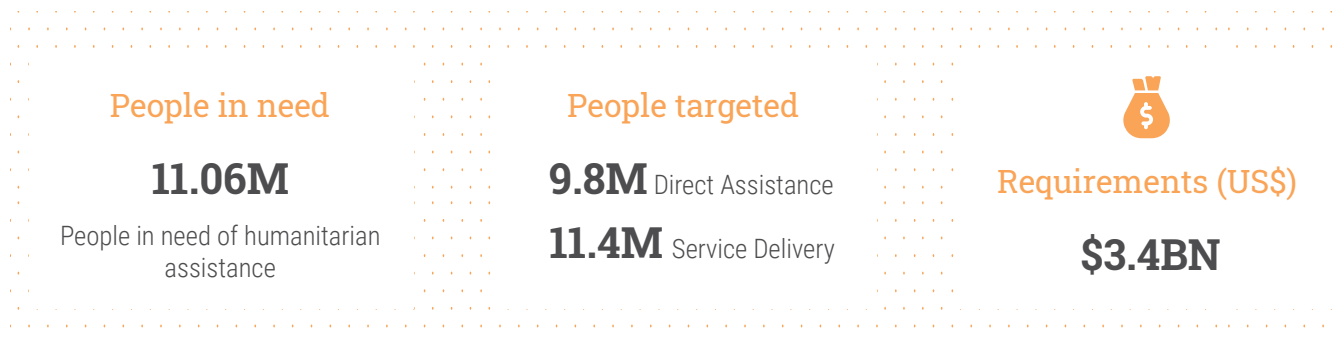 People in need
11.06M
People in need of humanitarian
assistance
People targeted
9.8M Direct Assistance
11.4M Service Delivery
$
Requirements (US$)
$3.4BN